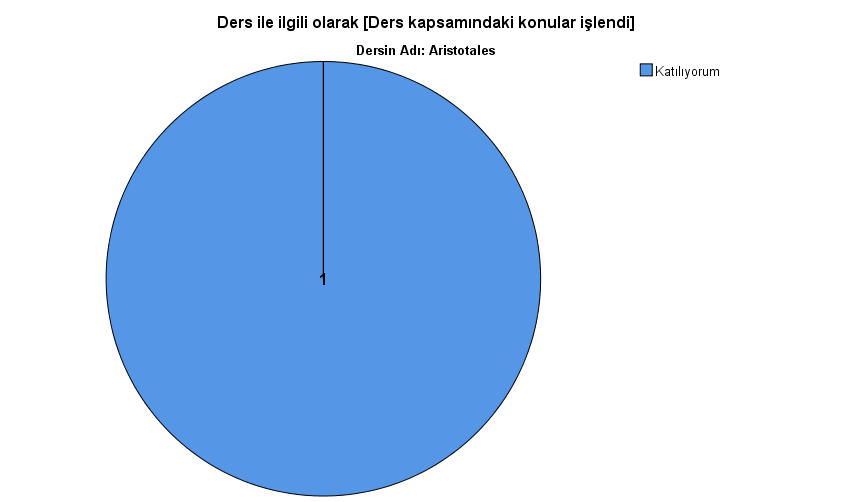 Ders ile ilgili olarak [Ders kapsamındaki konular işlendi]
Dersin Adı: Aristotales
Katılıyorum
1